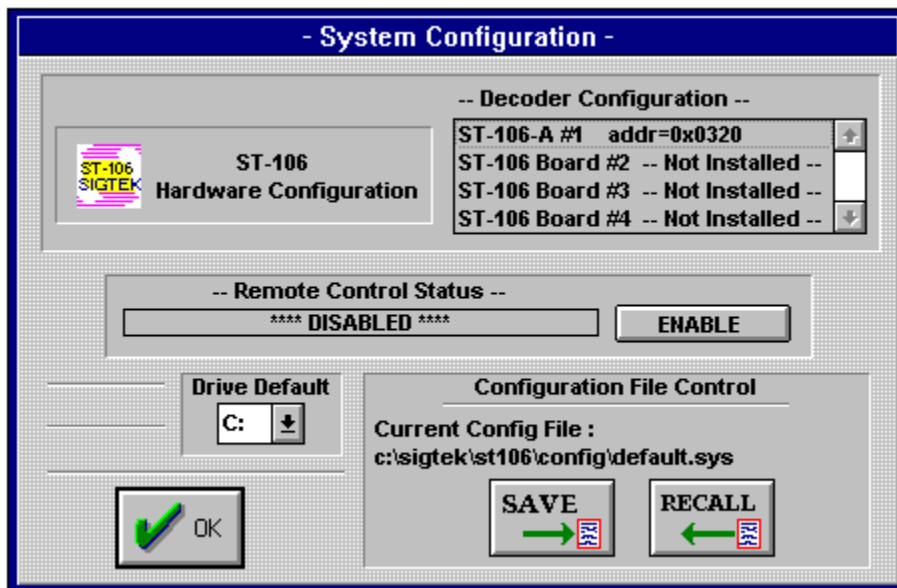 - System Configuration -
ST-106
SIGTEK
ST-106
Hardware Configuration
-- Decoder Configuration --
ST-106-A #1 addr=0x0320
ST-106 Board #2 -- Not Installed --
ST-106 Board #3 -- Not Installed --
ST-106 Board #4 -- Not Installed --
-- Remote Control Status --
**** DISABLED ****
ENABLE
Drive Default
C:
Configuration File Control
Current Config File :
c:\sigtek\st106\config\default.sys
OK
SAVE
RECALL